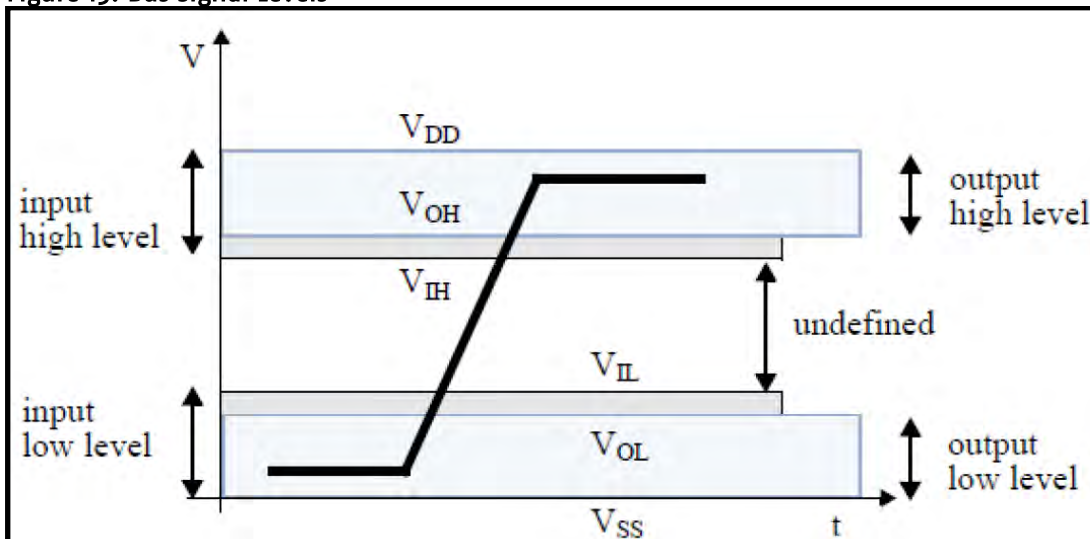 Figure 19: Bus Signal Levels
V
VDD
input
high level
VOH
output
high level
VIH
undefined
VIL
input
low level
VOL
output
low level
VSS
t